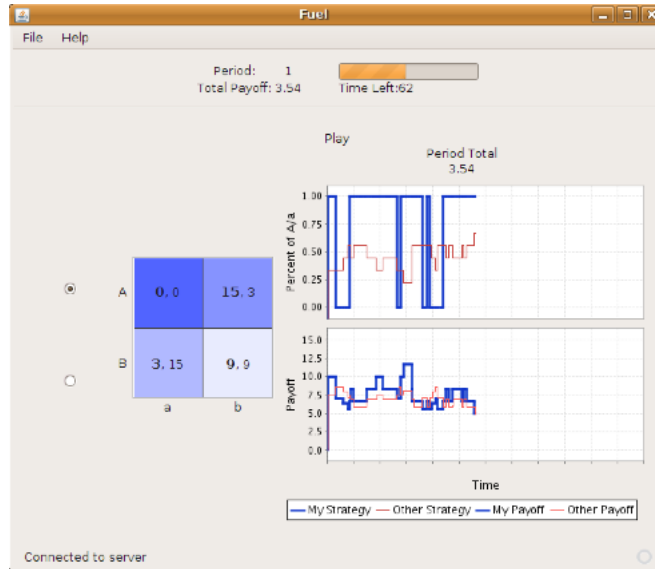 Fuel
File Help
Period: 1
Total Payoff: 3.54 Time Left:62
Play
Period Total
3.54
Percent of A/a
1.00
0.75
0.50
0.25
0.00
A 0, 0 15, 3
B 3, 15 9, 9
a b
Payoff
15.0
12.5
10.0
7.5
5.0
2.5
0.0
Time
My Strategy Other Strategy My Payoff Other Payoff
Connected to server